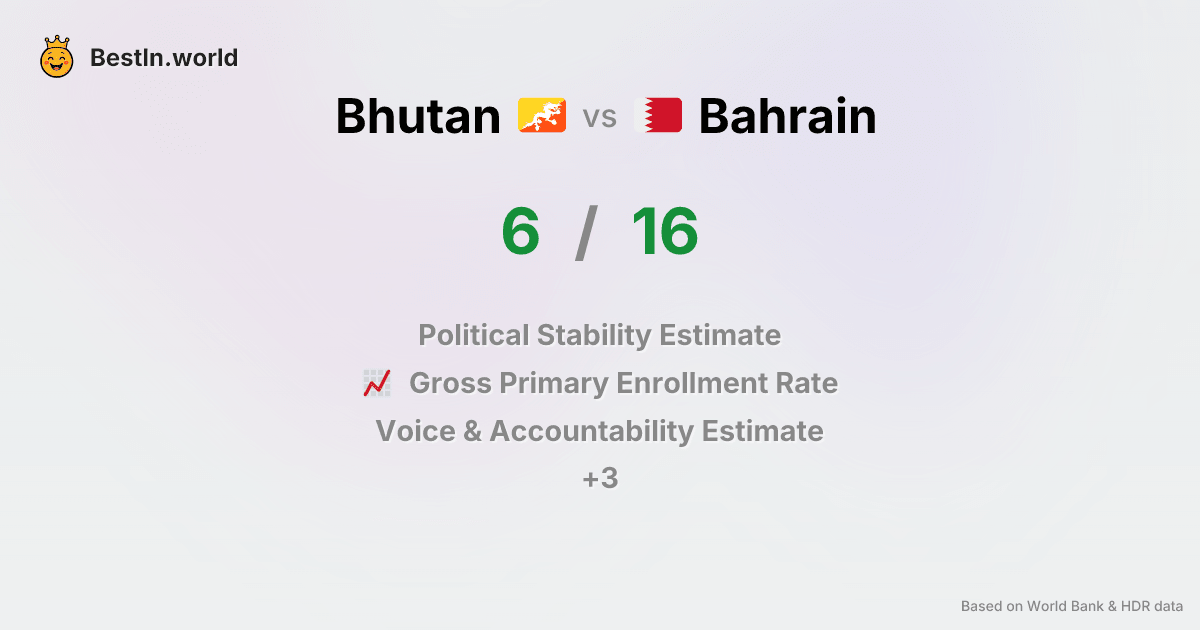 BestIn.world
Bhutan vs Bahrain
6 / 16
Political Stability Estimate
Gross Primary Enrollment Rate
Voice & Accountability Estimate
+3
Based on World Bank & HDR data